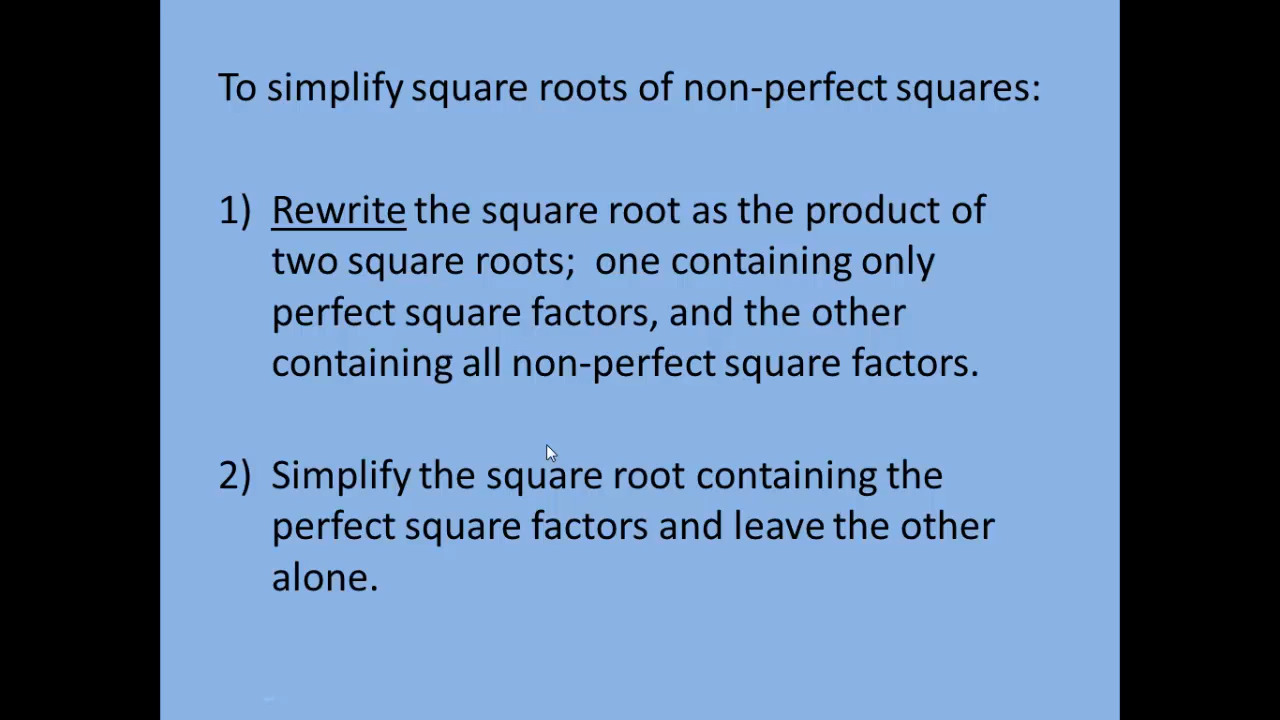 To simplify square roots of non-perfect squares:
1) Rewrite the square root as the product of
two square roots;  one containing only
perfect square factors, and the other
containing all non-perfect square factors.
2) Simplify the square root containing the
perfect square factors and leave the other
alone.